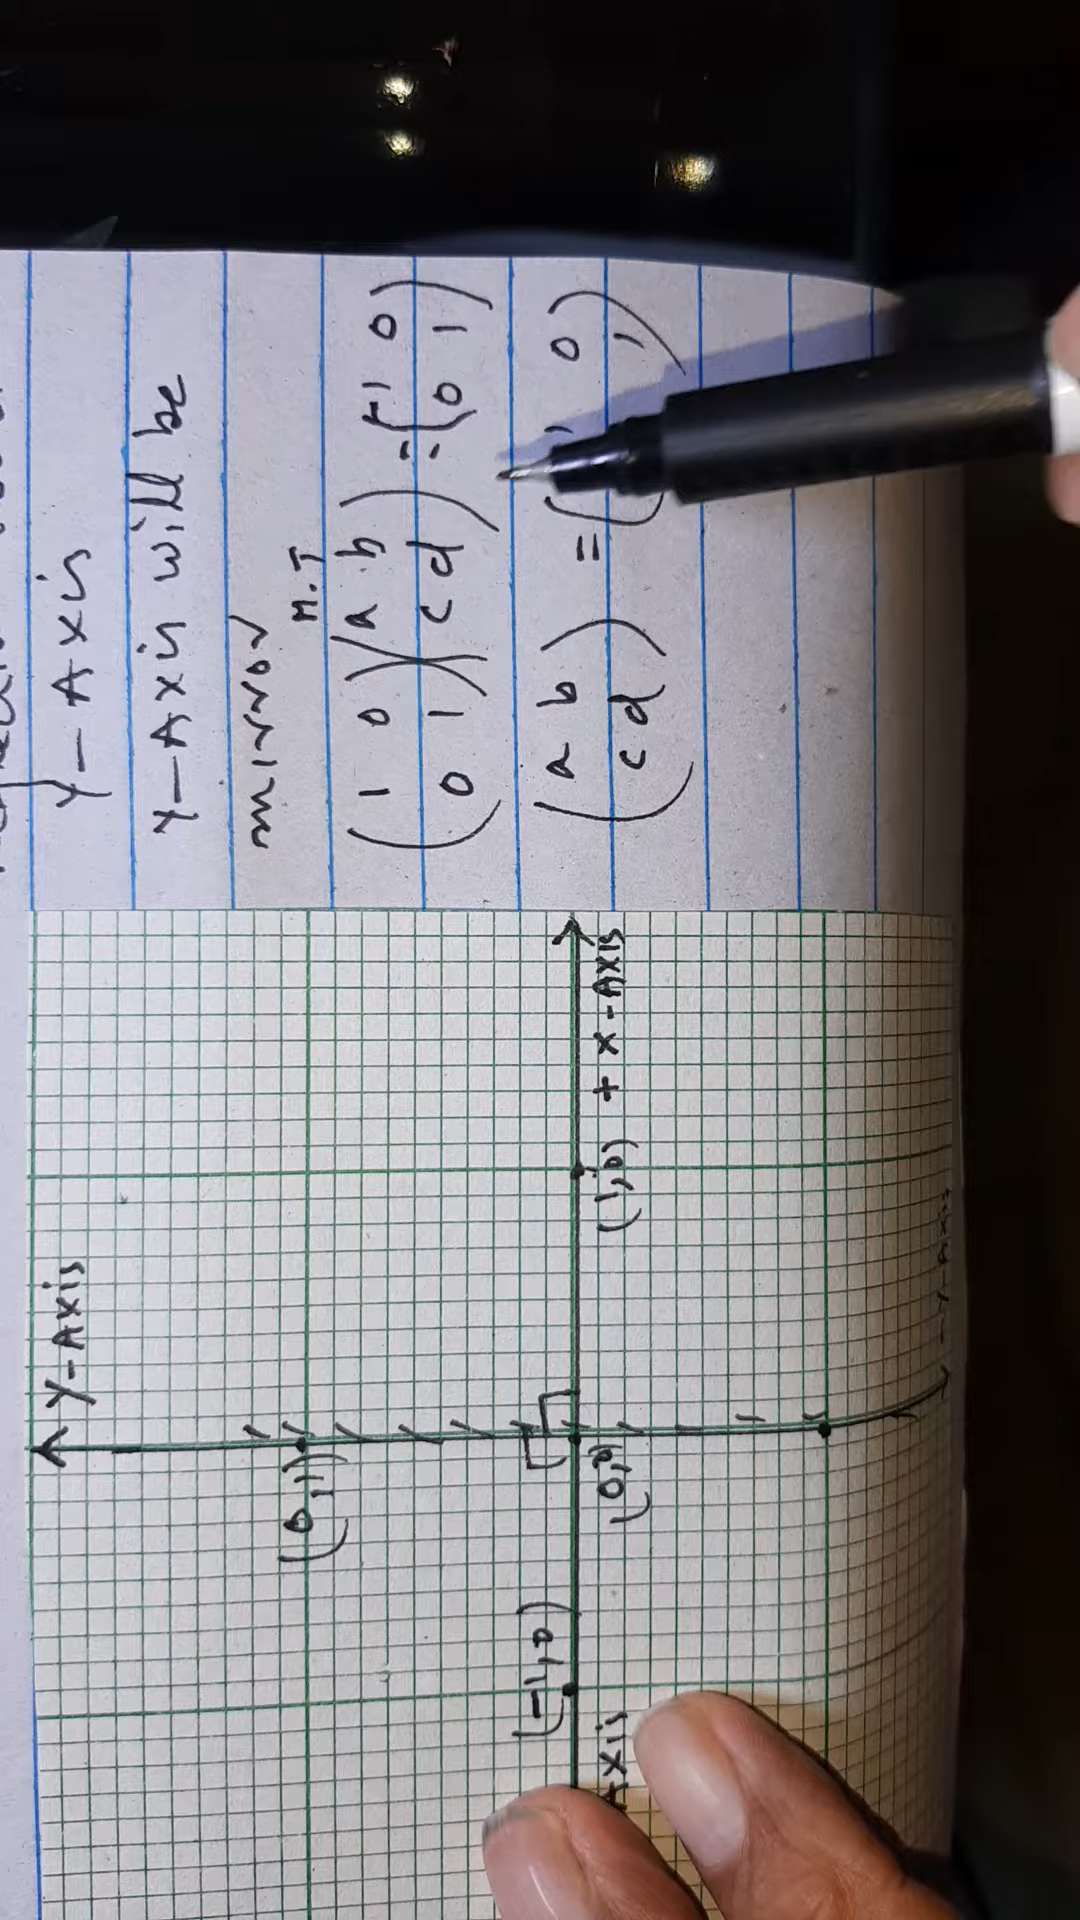 Y-Axis
Y-Axis will be
mirror
M.T
(1 0)(a b) = (-1 0)
(0 1)(c d) = (0 1)
(a b) = ( 0)
(c d) 1)
Y-Axis
(0,1)
(-1,0)
(0,0)
(1,0) + x-Axis
-Y-Axis